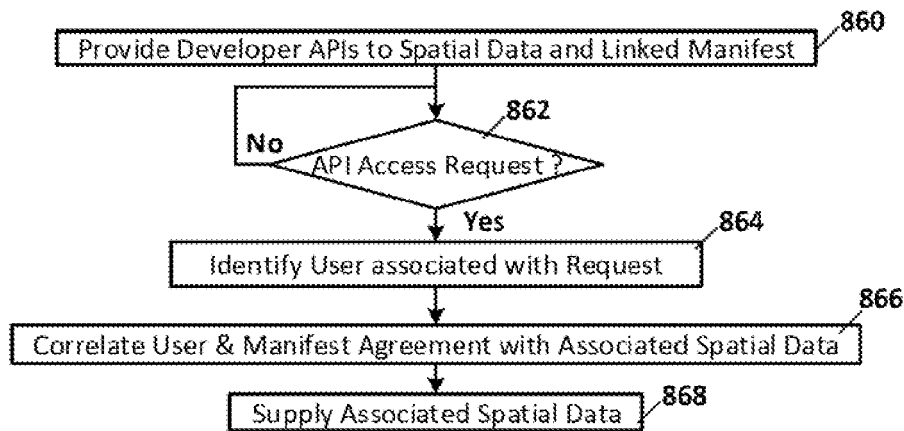 860
Provide Developer APIs to Spatial Data and Linked Manifest
862
No
API Access Request ?
Yes
864
Identify User associated with Request
866
Correlate User & Manifest Agreement with Associated Spatial Data
868
Supply Associated Spatial Data